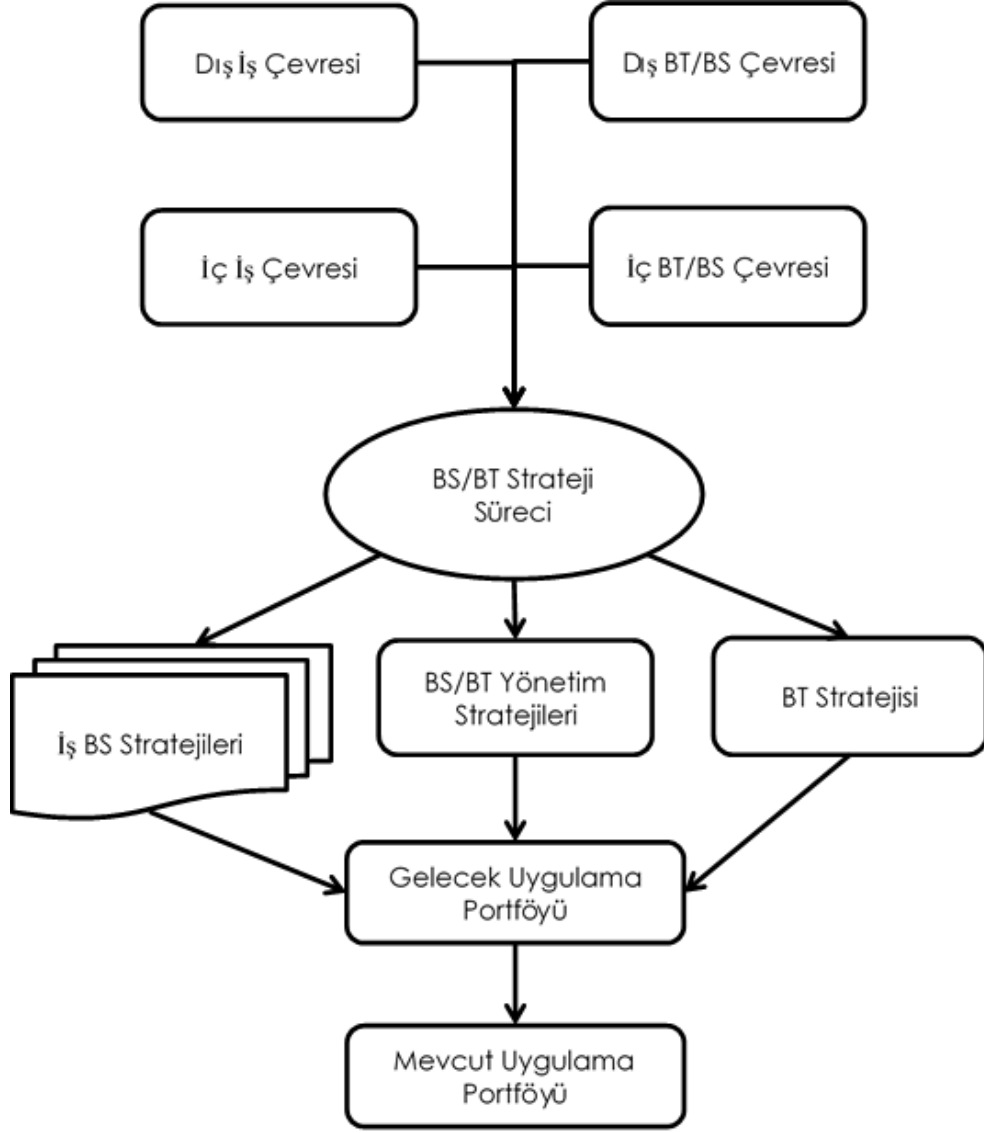 Dış İş Çevresi
Dış BT/BS Çevresi
İç İş Çevresi
İç BT/BS Çevresi
BS/BT Strateji
Süreci
İş BS Stratejileri
BS/BT Yönetim
Stratejileri
BT Stratejisi
Gelecek Uygulama
Portföyü
Mevcut Uygulama
Portföyü